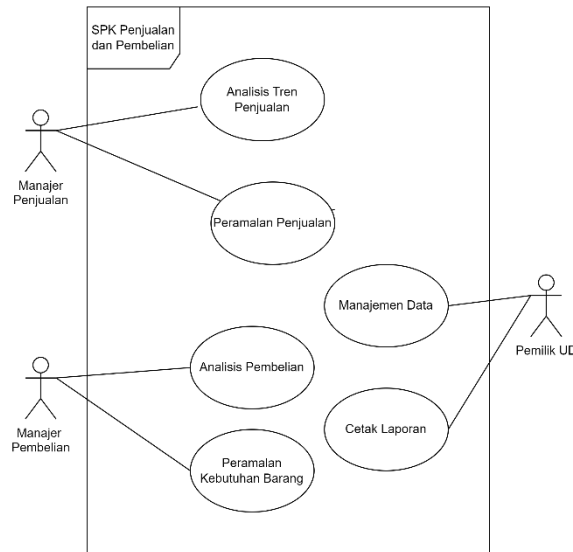 SPK Penjualan
dan Pembelian
Analisis Tren
Penjualan
Manajer
Penjualan
Peramalan Penjualan
Manajemen Data
Pemilik UD
Analisis Pembelian
Manajer
Pembelian
Cetak Laporan
Peramalan
Kebutuhan Barang